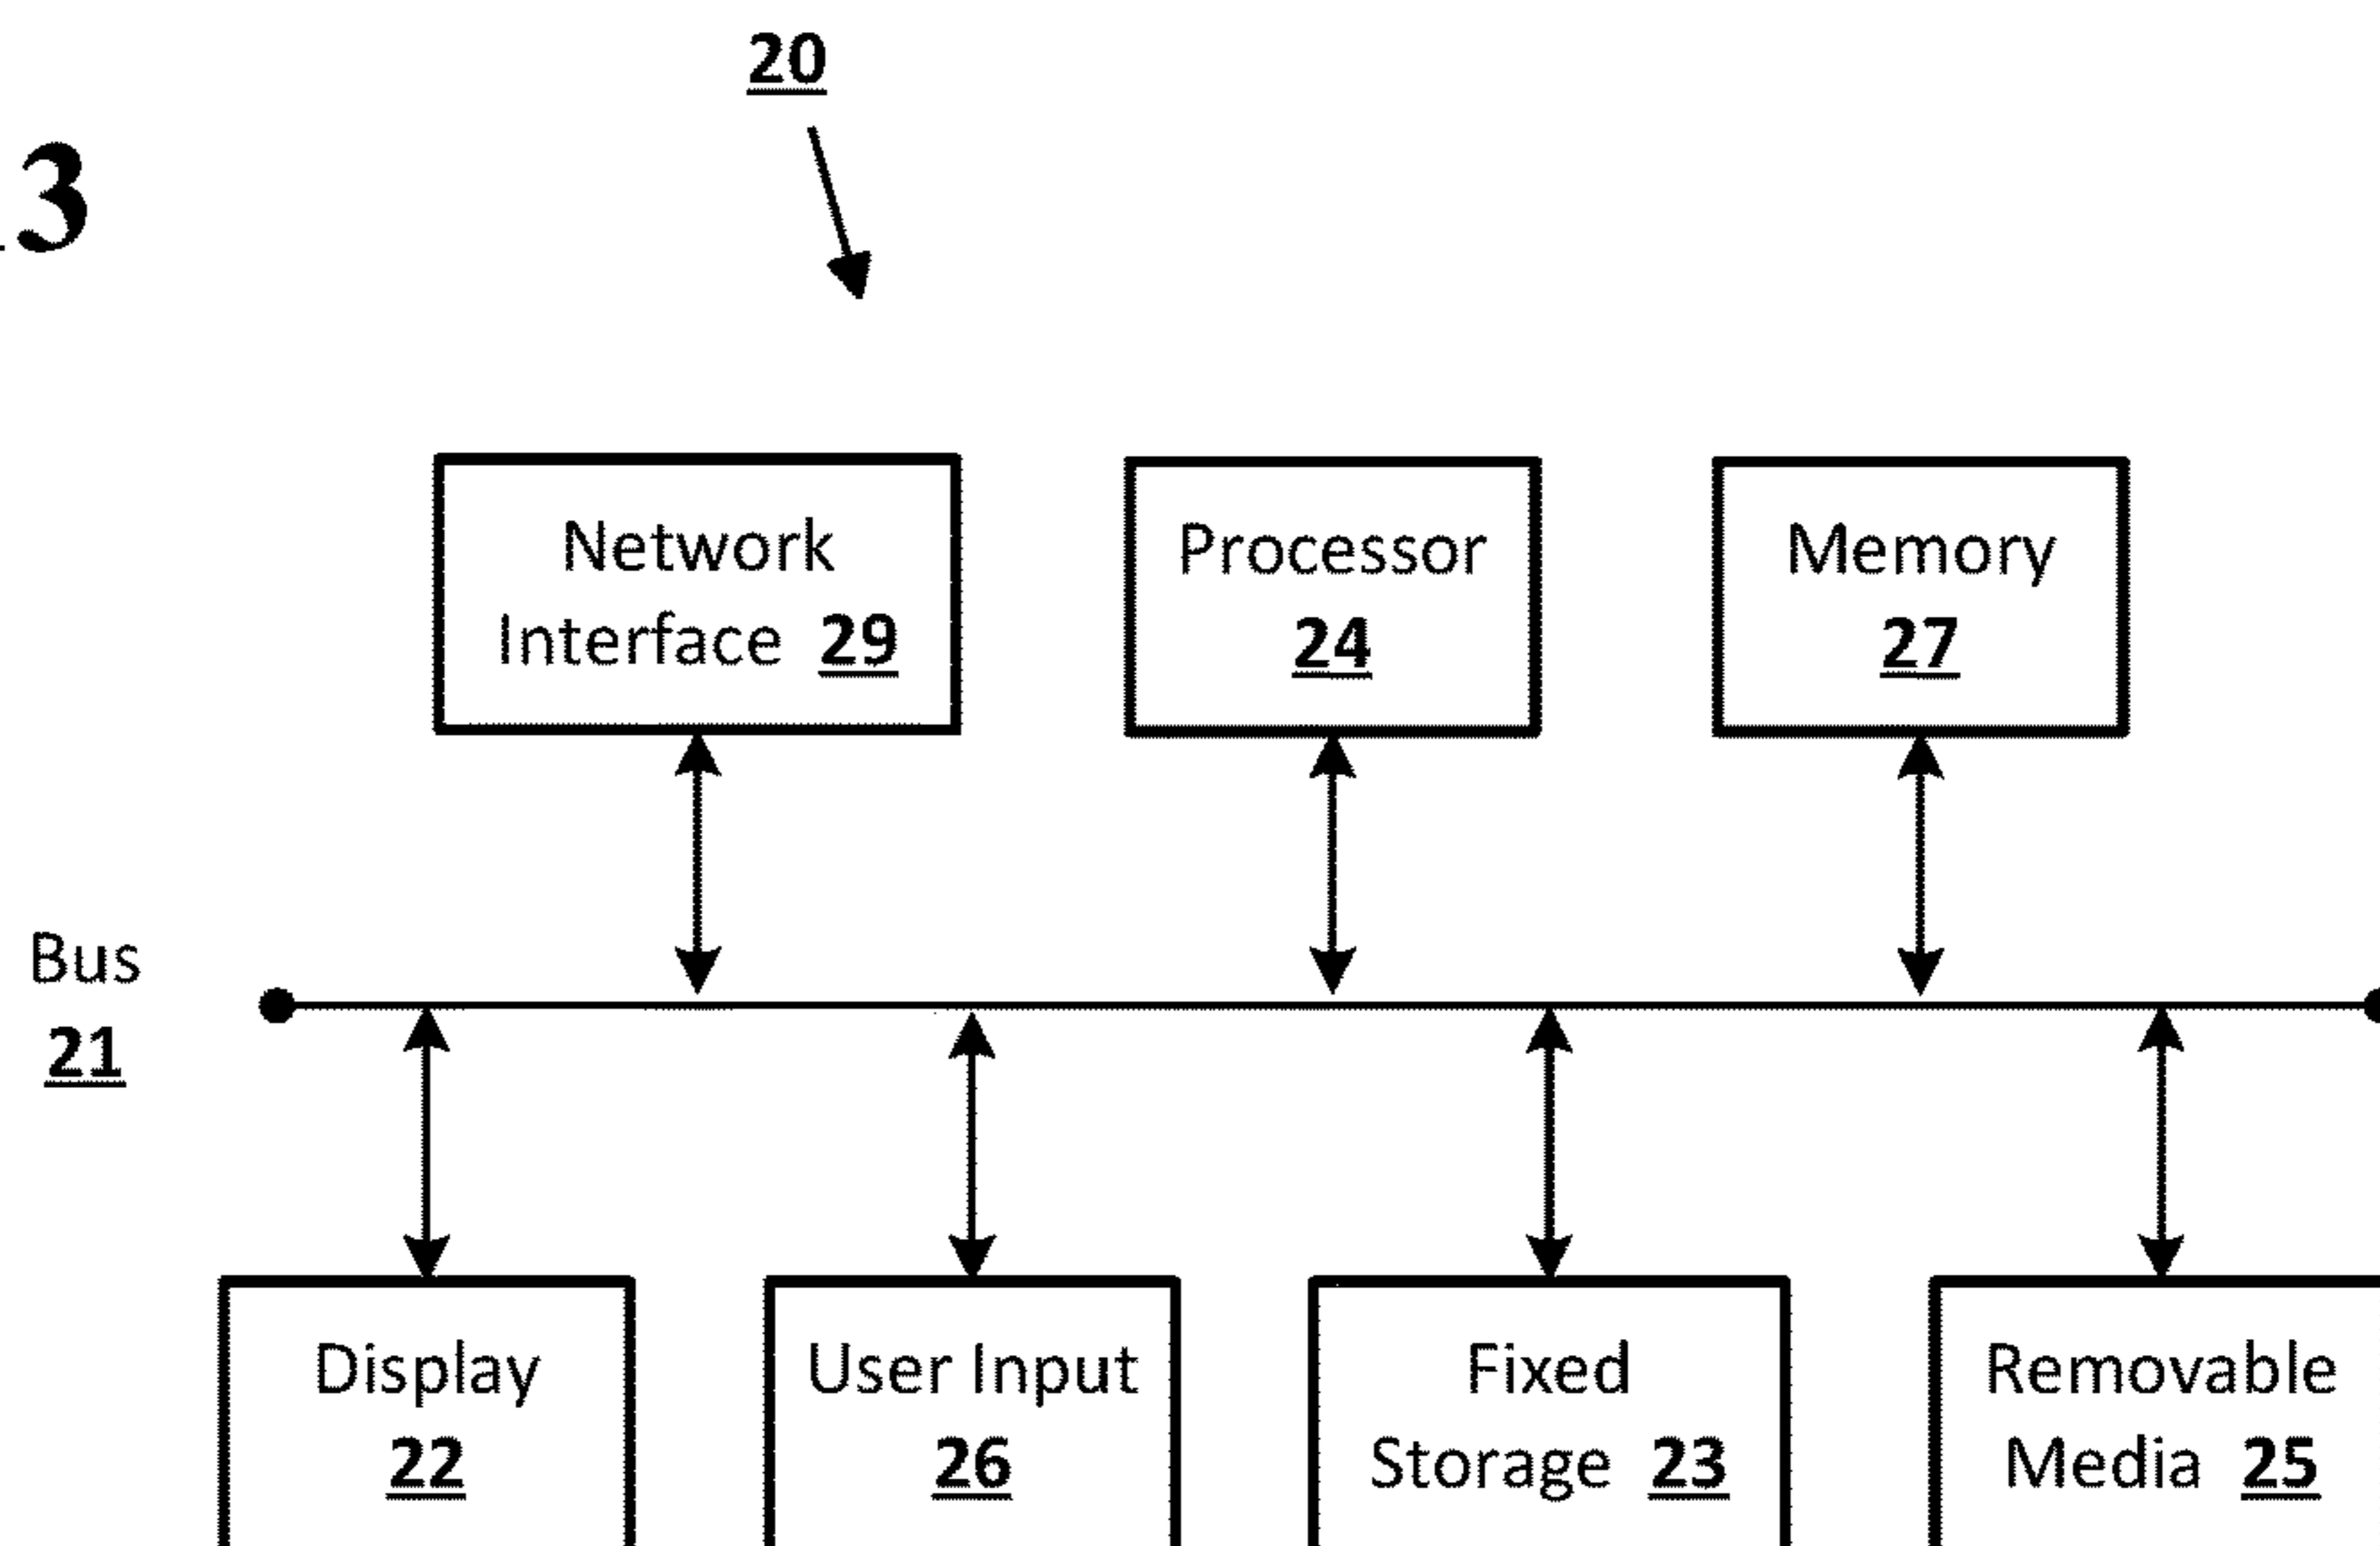 20
3
Network
Interface 29
Processor
24
Memory
27
Bus
21
Display
22
User Input
26
Fixed
Storage 23
Removable
Media 25